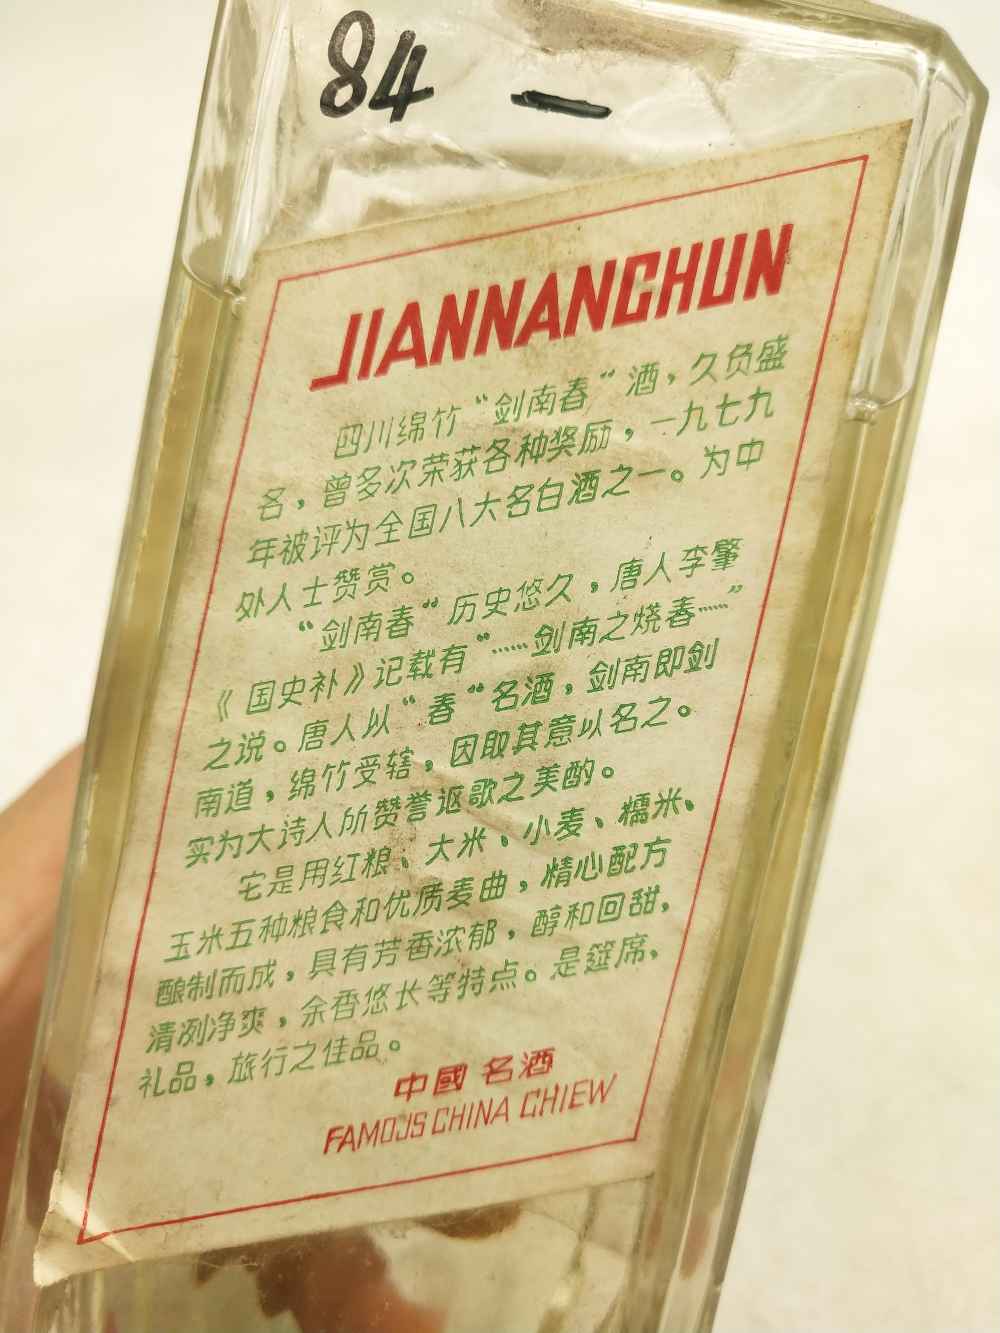 84 一
JIANNANCHUN
四川绵竹“剑南春”酒，久负盛
名，曾多次荣获各种奖励，一九七九
年被评为全国八大名白酒之一。为中
外人士赞赏。
“剑南春”历史悠久，唐人李肇
《国史补》记载有“……剑南之烧春……”
之说。唐人以“春”名酒，剑南即剑
南道，绵竹受辖，因取其意以名之。
实为大诗人所赞誉讴歌之美酌。
它是用红粮、大米、小麦、糯米、
玉米五种粮食和优质麦曲，精心配方
酿制而成，具有芳香浓郁，醇和回甜，
清冽净爽，余香悠长等特点。是筵席，
礼品，旅行之佳品。
中國名酒
FAMOJS CHINA CHIEW